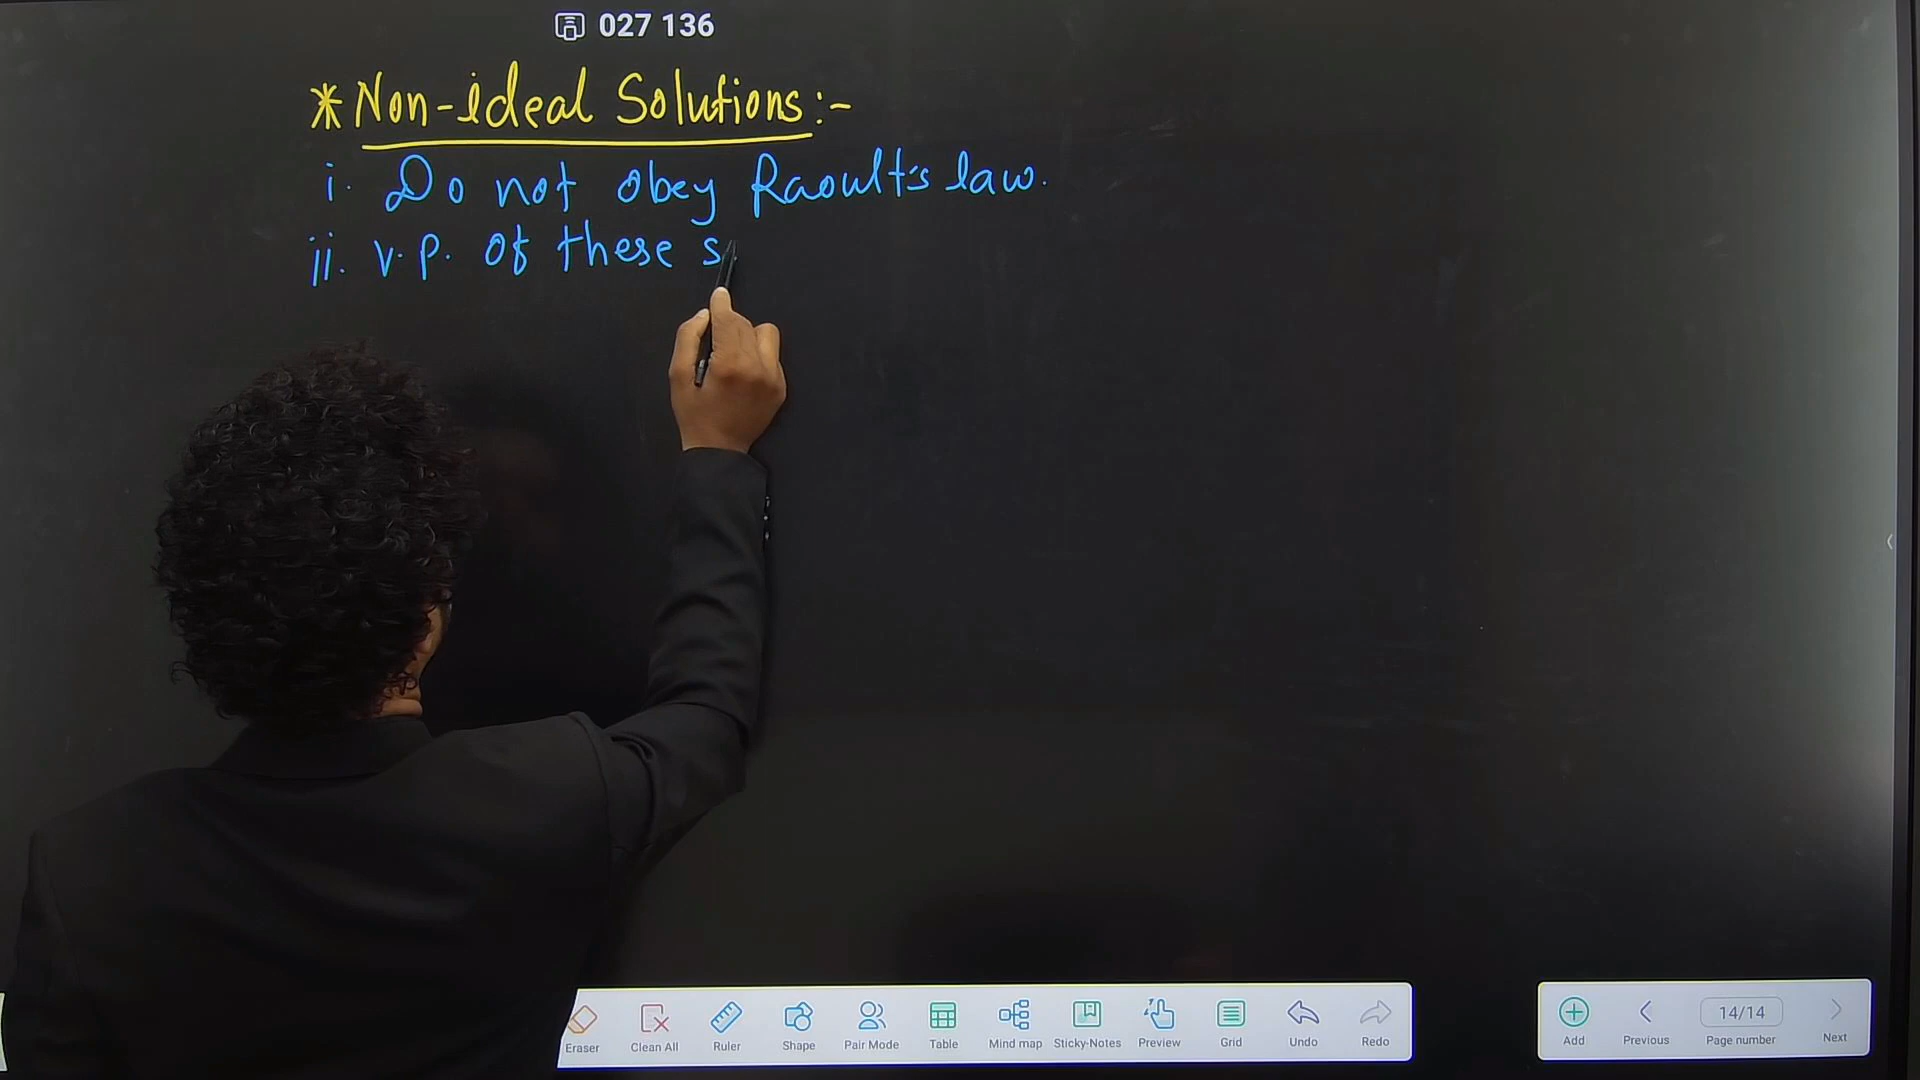 027 136
* Non-ideal Solutions:-
i. Do not obey Raoult's law.
ii. v.p. of these s
Eraser
Clean All
Ruler
Shape
Pair Mode
Table
Mind map
Sticky-Notes
Preview
Grid
Undo
Redo
Add
Previous
14/14
Page number
Next